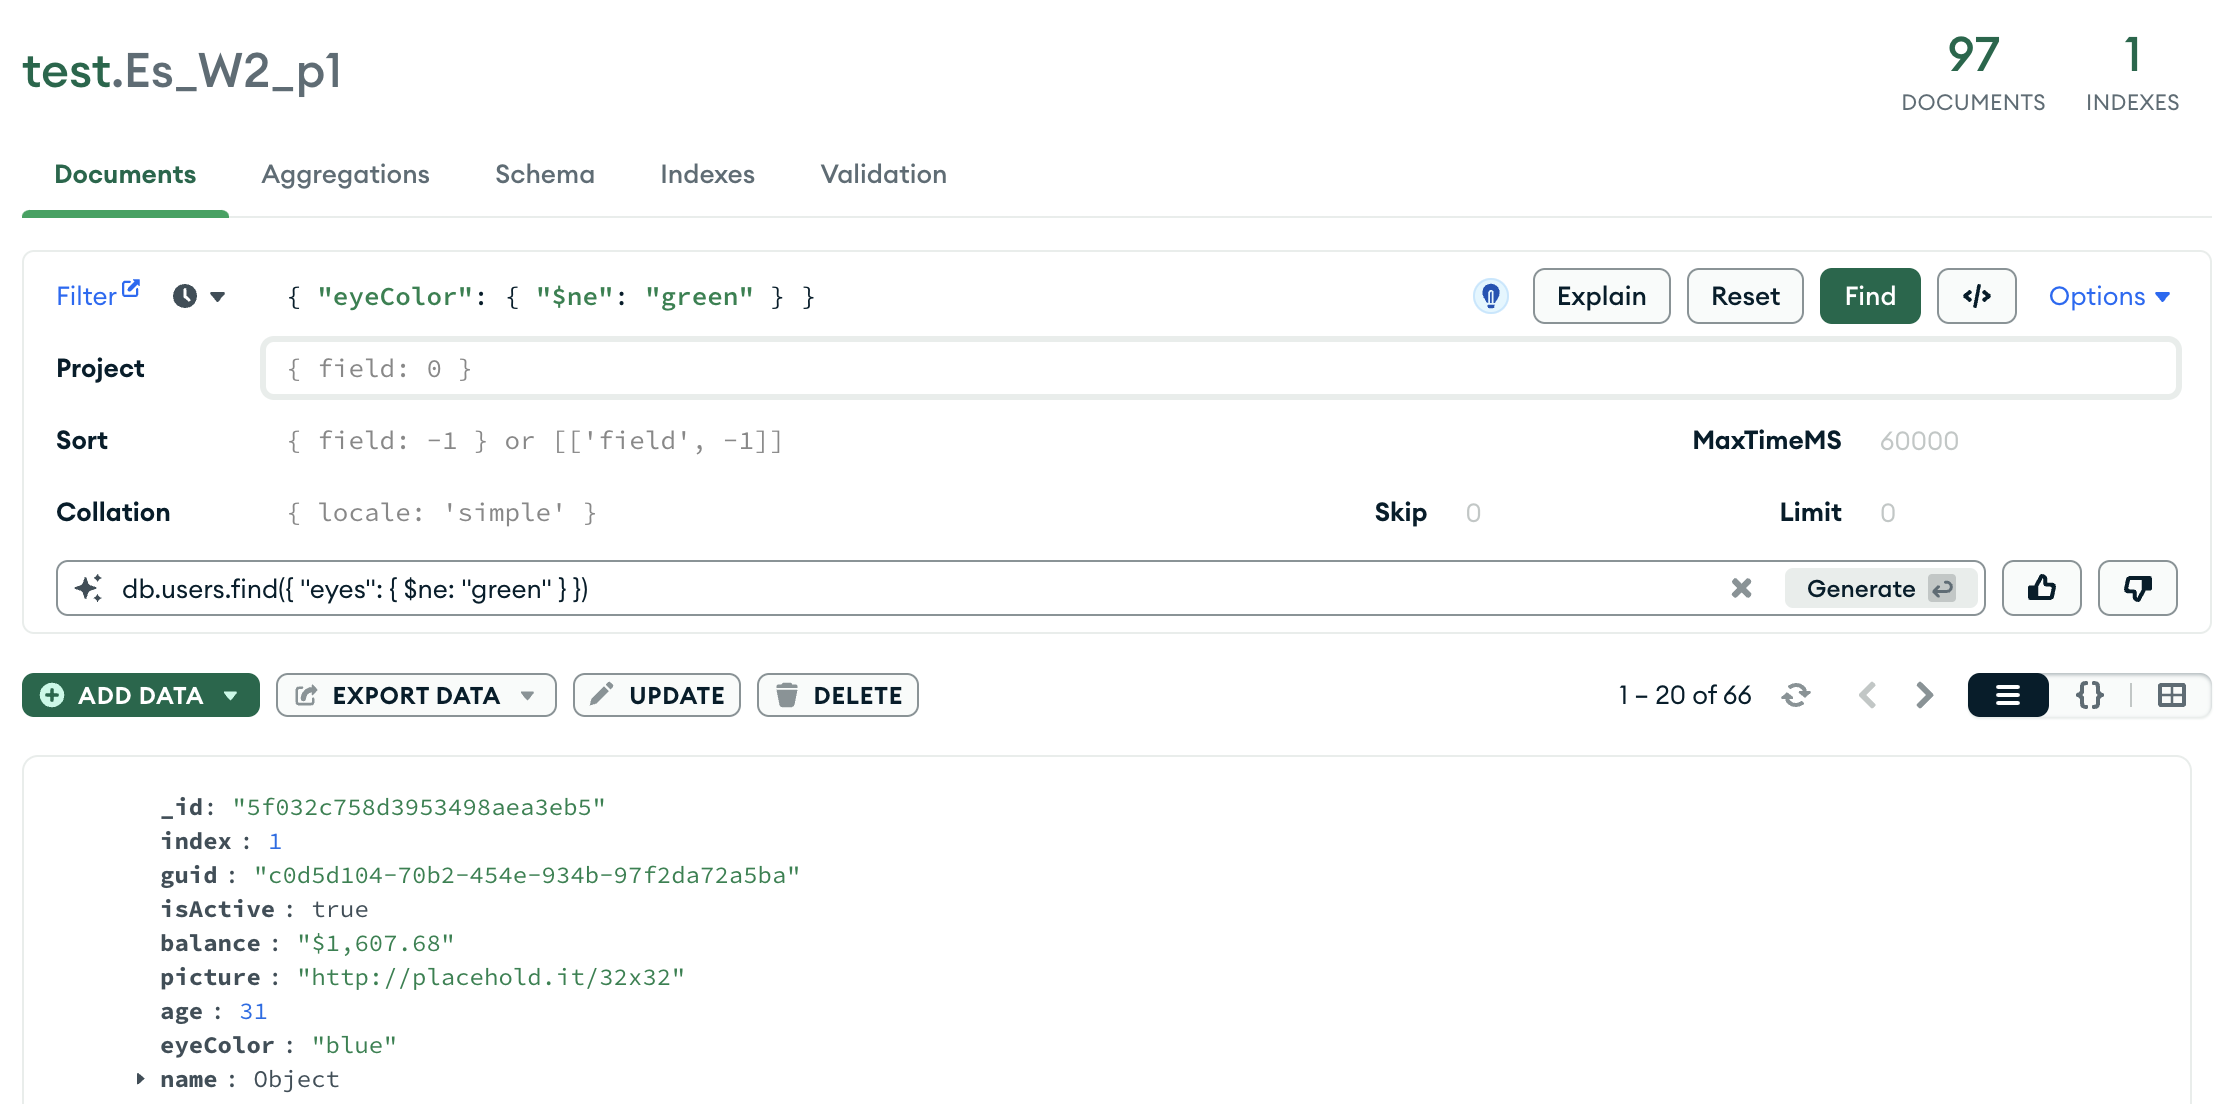 test.Es_W2_p1
97
DOCUMENTS
1
INDEXES
Documents Aggregations Schema Indexes Validation
Filter { "eyeColor": { "$ne": "green" } } Explain Reset Find </> Options
Project { field: 0 }
Sort { field: -1 } or [['field', -1]] MaxTimeMS 60000
Collation { locale: 'simple' } Skip 0 Limit 0
db.users.find({ "eyes": { $ne: "green" } }) Generate
ADD DATA EXPORT DATA UPDATE DELETE 1 – 20 of 66 {}
_id: "5f032c758d3953498aea3eb5"
index : 1
guid : "c0d5d104-70b2-454e-934b-97f2da72a5ba"
isActive : true
balance : "$1,607.68"
picture : "http://placehold.it/32x32"
age : 31
eyeColor : "blue"
name : Object